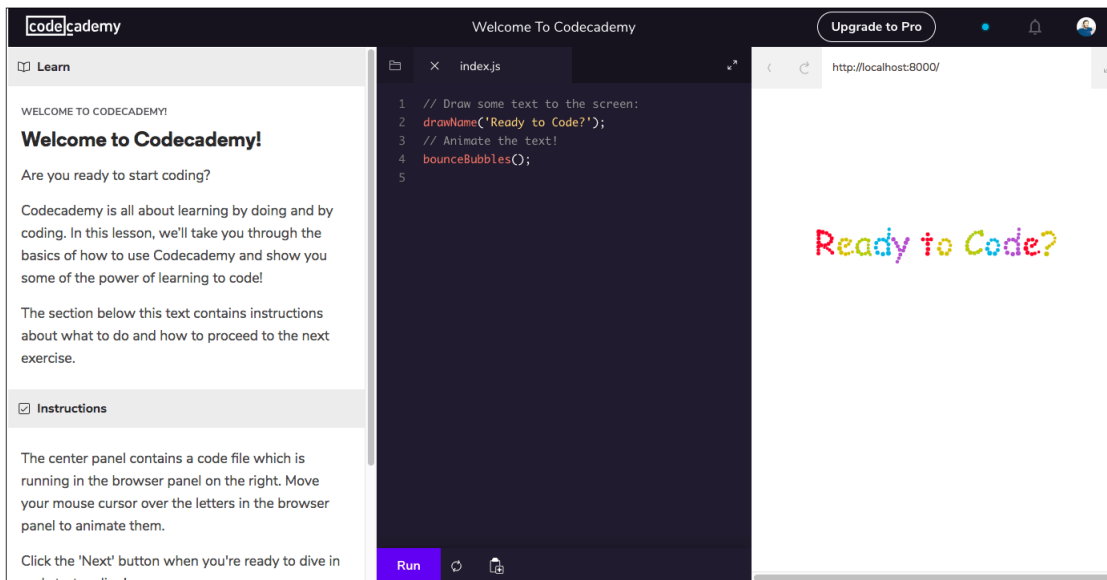 codecademy
Welcome To Codecademy
Upgrade to Pro
Learn
WELCOME TO CODECADEMY!
Welcome to Codecademy!
Are you ready to start coding?
Codecademy is all about learning by doing and by
coding. In this lesson, we'll take you through the
basics of how to use Codecademy and show you
some of the power of learning to code!
The section below this text contains instructions
about what to do and how to proceed to the next
exercise.
Instructions
The center panel contains a code file which is
running in the browser panel on the right. Move
your mouse cursor over the letters in the browser
panel to animate them.
Click the 'Next' button when you're ready to dive in
index.js
1 // Draw some text to the screen:
2 drawName('Ready to Code?');
3 // Animate the text!
4 bounceBubbles();
5
Run
http://localhost:8000/
Ready to Code?